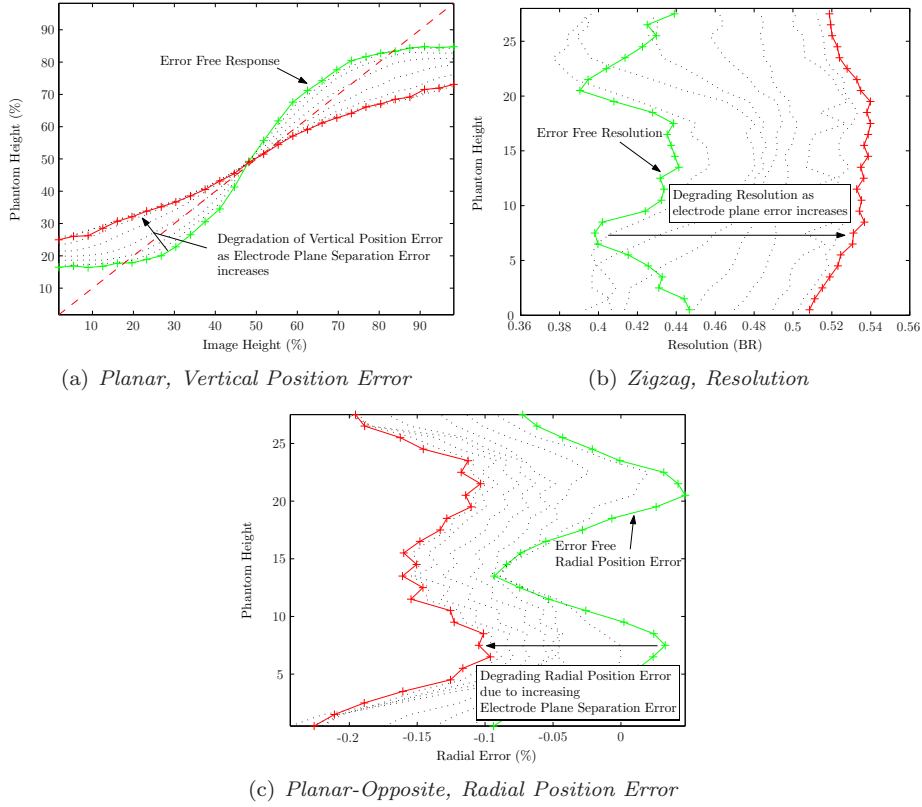 90
80
70
60
50
40
30
20
10
Phantom Height (%)
Error Free Response
Degradation of Vertical Position Error
as Electrode Plane Separation Error
increases
10 20 30 40 50 60 70 80 90
Image Height (%)
(a) Planar, Vertical Position Error
25
20
15
10
5
0
Phantom Height
Error Free Resolution
Degrading Resolution as
electrode plane error increases
0.36 0.38 0.4 0.42 0.44 0.46 0.48 0.5 0.52 0.54 0.56
Resolution (BR)
(b) Zigzag, Resolution
25
20
15
10
5
Phantom Height
Error Free
Radial Position Error
Degrading Radial Position Error
due to increasing
Electrode Plane Separation Error
-0.2 -0.15 -0.1 -0.05 0
Radial Error (%)
(c) Planar-Opposite, Radial Position Error